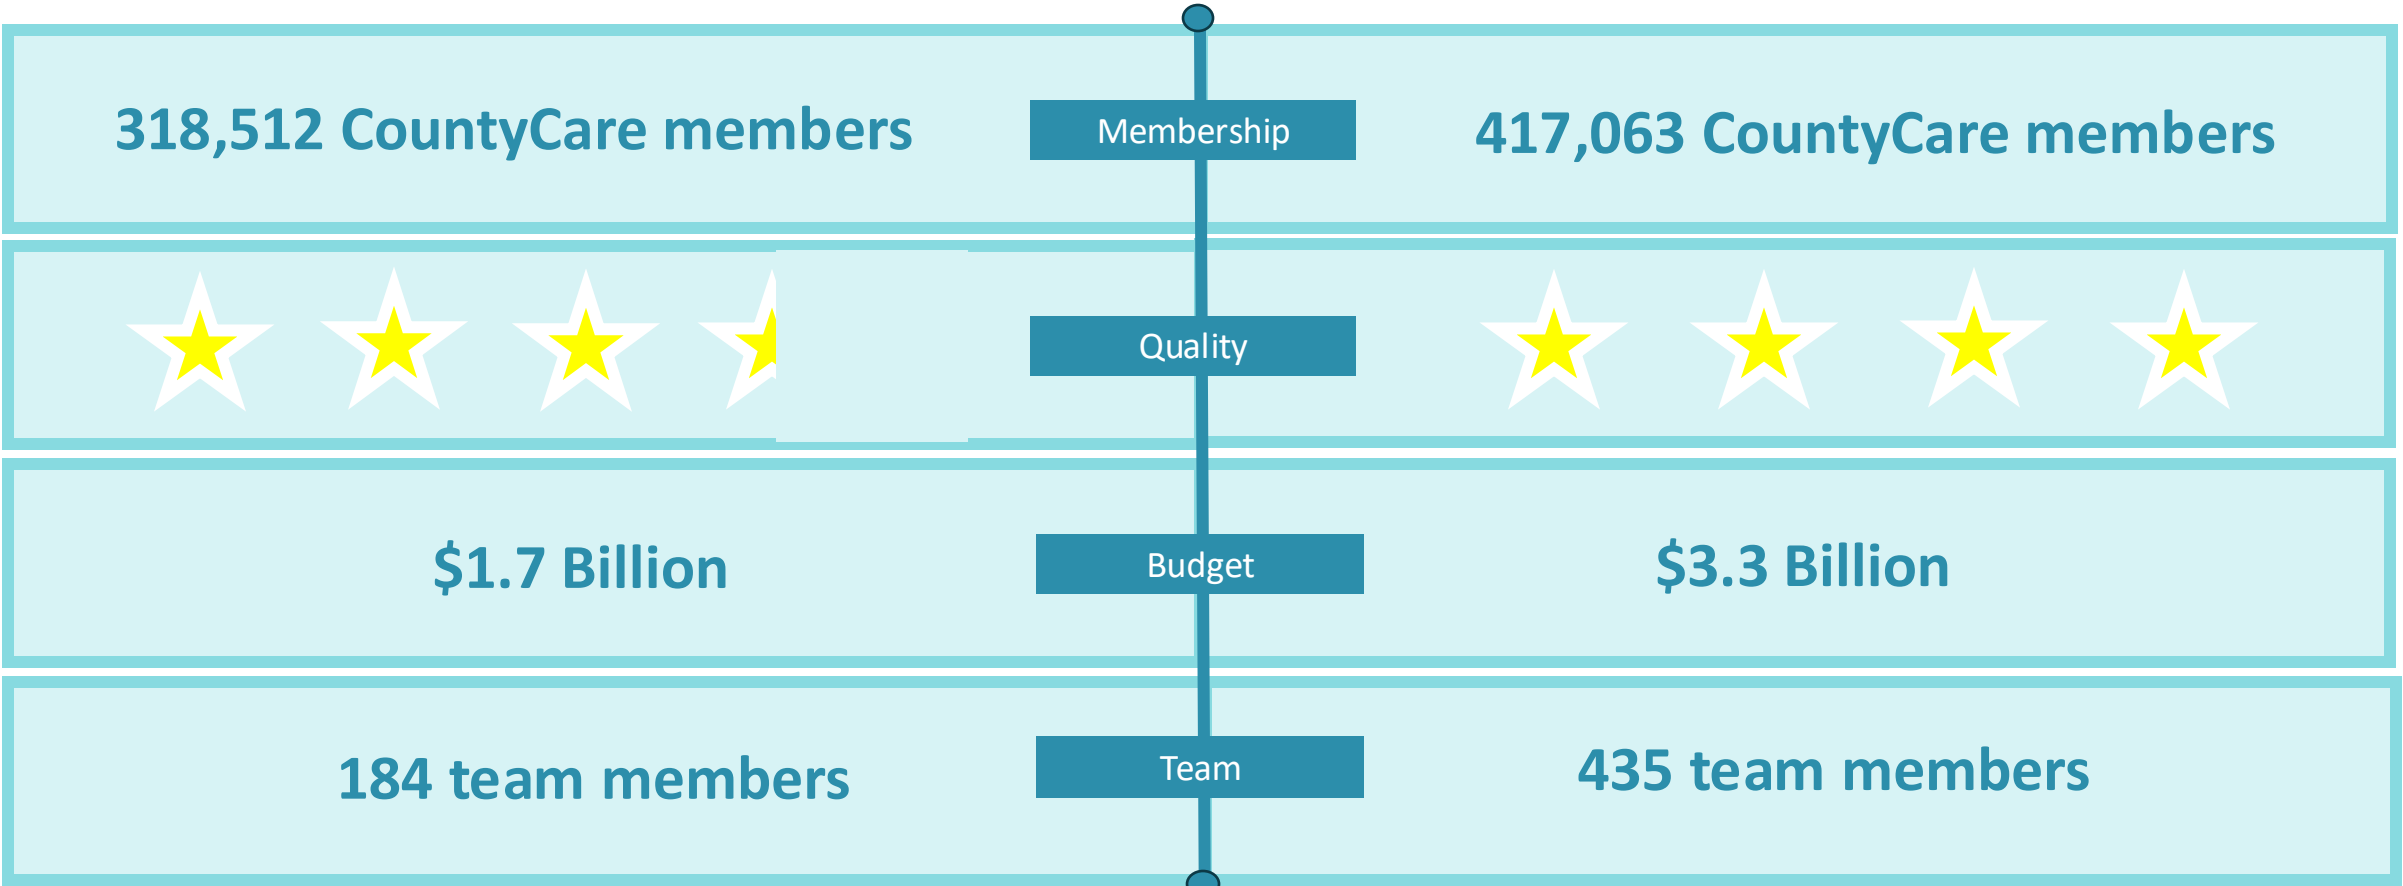 318,512 CountyCare members
Membership
417,063 CountyCare members
Quality
$1.7 Billion
Budget
$3.3 Billion
184 team members
Team
435 team members